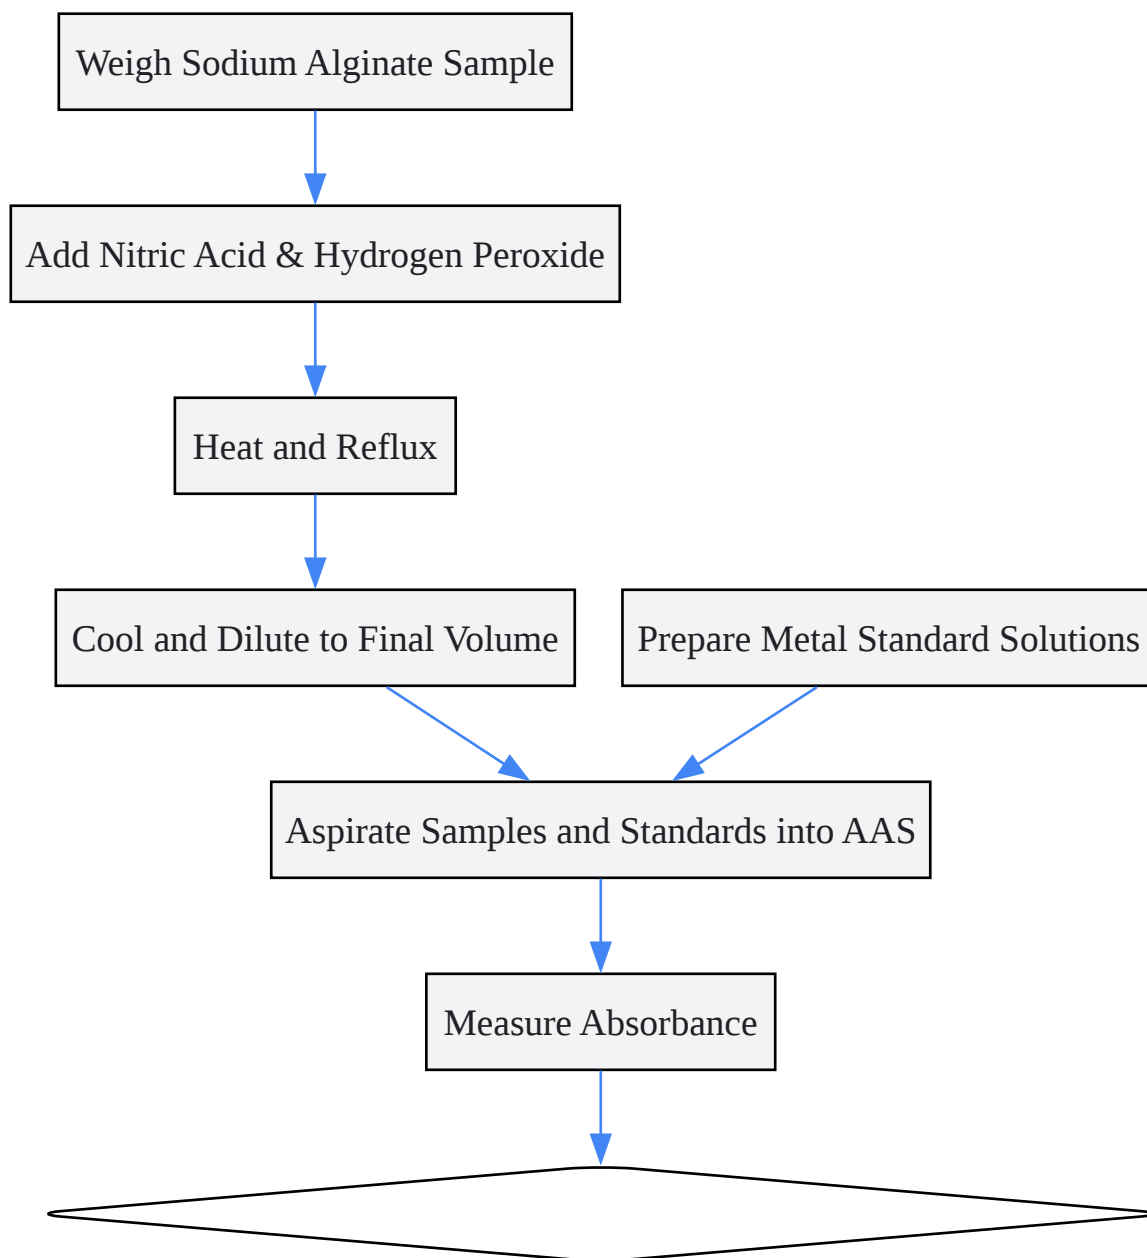 Weigh Sodium Alginate Sample
Add Nitric Acid & Hydrogen Peroxide
Heat and Reflux
Cool and Dilute to Final Volume
Prepare Metal Standard Solutions
Aspirate Samples and Standards into AAS
Measure Absorbance